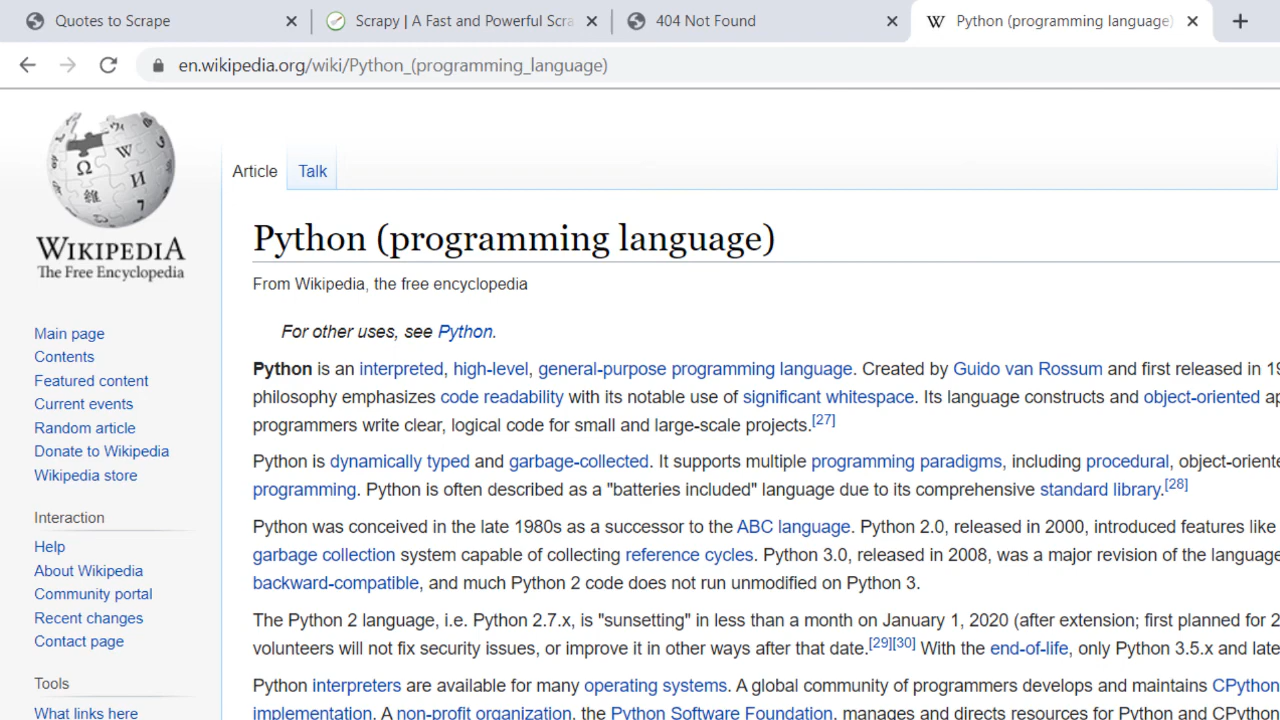 Quotes to Scrape
Scrapy | A Fast and Powerful Scra
404 Not Found
Python (programming language)
en.wikipedia.org/wiki/Python_(programming_language)
WIKIPEDIA
The Free Encyclopedia
Main page
Contents
Featured content
Current events
Random article
Donate to Wikipedia
Wikipedia store
Interaction
Help
About Wikipedia
Community portal
Recent changes
Contact page
Tools
What links here
Article
Talk
Python (programming language)
From Wikipedia, the free encyclopedia
For other uses, see Python.
Python is an interpreted, high-level, general-purpose programming language. Created by Guido van Rossum and first released in 19
philosophy emphasizes code readability with its notable use of significant whitespace. Its language constructs and object-oriented ap
programmers write clear, logical code for small and large-scale projects.[27]
Python is dynamically typed and garbage-collected. It supports multiple programming paradigms, including procedural, object-oriente
programming. Python is often described as a "batteries included" language due to its comprehensive standard library.[28]
Python was conceived in the late 1980s as a successor to the ABC language. Python 2.0, released in 2000, introduced features like
garbage collection system capable of collecting reference cycles. Python 3.0, released in 2008, was a major revision of the language
backward-compatible, and much Python 2 code does not run unmodified on Python 3.
The Python 2 language, i.e. Python 2.7.x, is "sunsetting" in less than a month on January 1, 2020 (after extension; first planned for 2
volunteers will not fix security issues, or improve it in other ways after that date.[29][30] With the end-of-life, only Python 3.5.x and late
Python interpreters are available for many operating systems. A global community of programmers develops and maintains CPython
implementation. A non-profit organization, the Python Software Foundation, manages and directs resources for Python and CPython